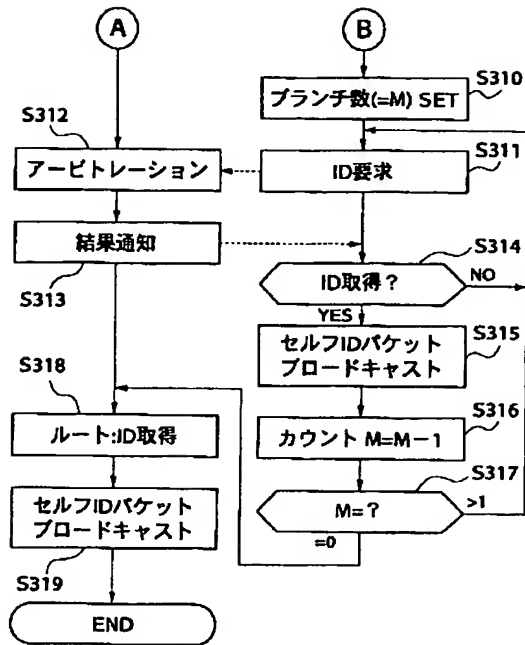 A
B
S310
ブランチ数(=M) SET
S312
S311
アービトレーション
ID要求
結果通知
S313
S314
ID取得?
NO
YES
S315
セルフIDパケット
ブロードキャスト
S318
S316
ルート:ID取得
カウント M=M－1
S317
セルフIDパケット
ブロードキャスト
M=?
>1
=0
S319
END